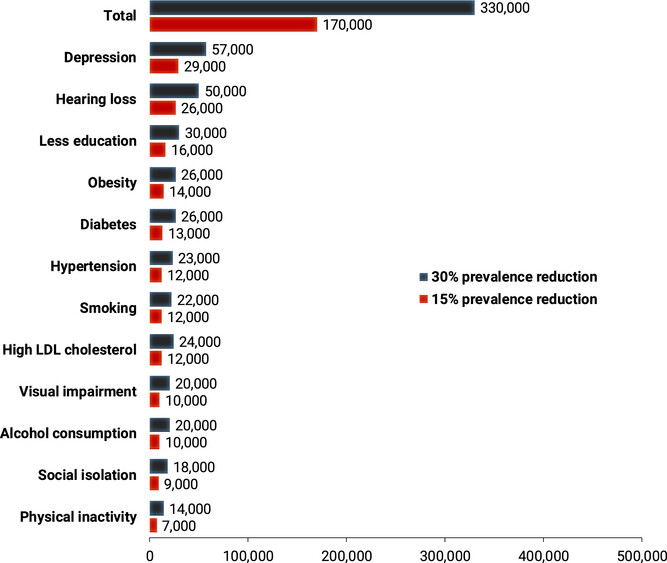 Total
330,000
170,000
Depression
57,000
29,000
Hearing loss
50,000
26,000
Less education
30,000
16,000
Obesity
26,000
14,000
Diabetes
26,000
13,000
Hypertension
23,000
12,000
Smoking
22,000
12,000
High LDL cholesterol
24,000
12,000
Visual impairment
20,000
10,000
Alcohol consumption
20,000
10,000
Social isolation
18,000
9,000
Physical inactivity
14,000
7,000
30% prevalence reduction
15% prevalence reduction
0 100,000 200,000 300,000 400,000 500,000